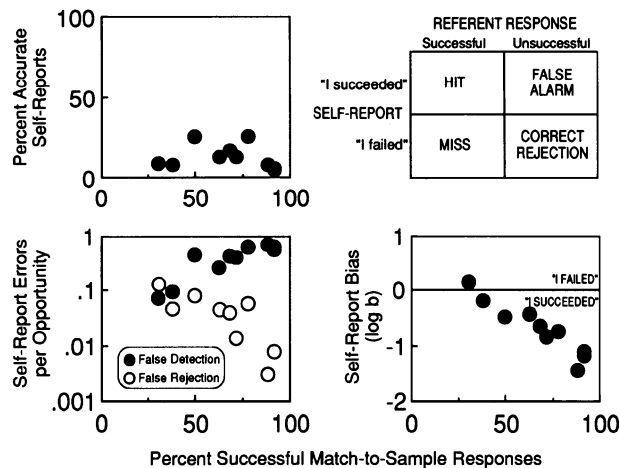 Percent Accurate
Self-Reports
100
50
0
0
50
100
REFERENT RESPONSE
Successful
Unsuccessful
"I succeeded"
HIT
FALSE
ALARM
SELF-REPORT
"I failed"
MISS
CORRECT
REJECTION
Self-Report Errors
per Opportunity
1
.1
.01
.001
False Detection
False Rejection
0
50
100
Self-Report Bias
(log b)
1
0
-1
-2
"I FAILED"
"I SUCCEEDED"
0
50
100
Percent Successful Match-to-Sample Responses